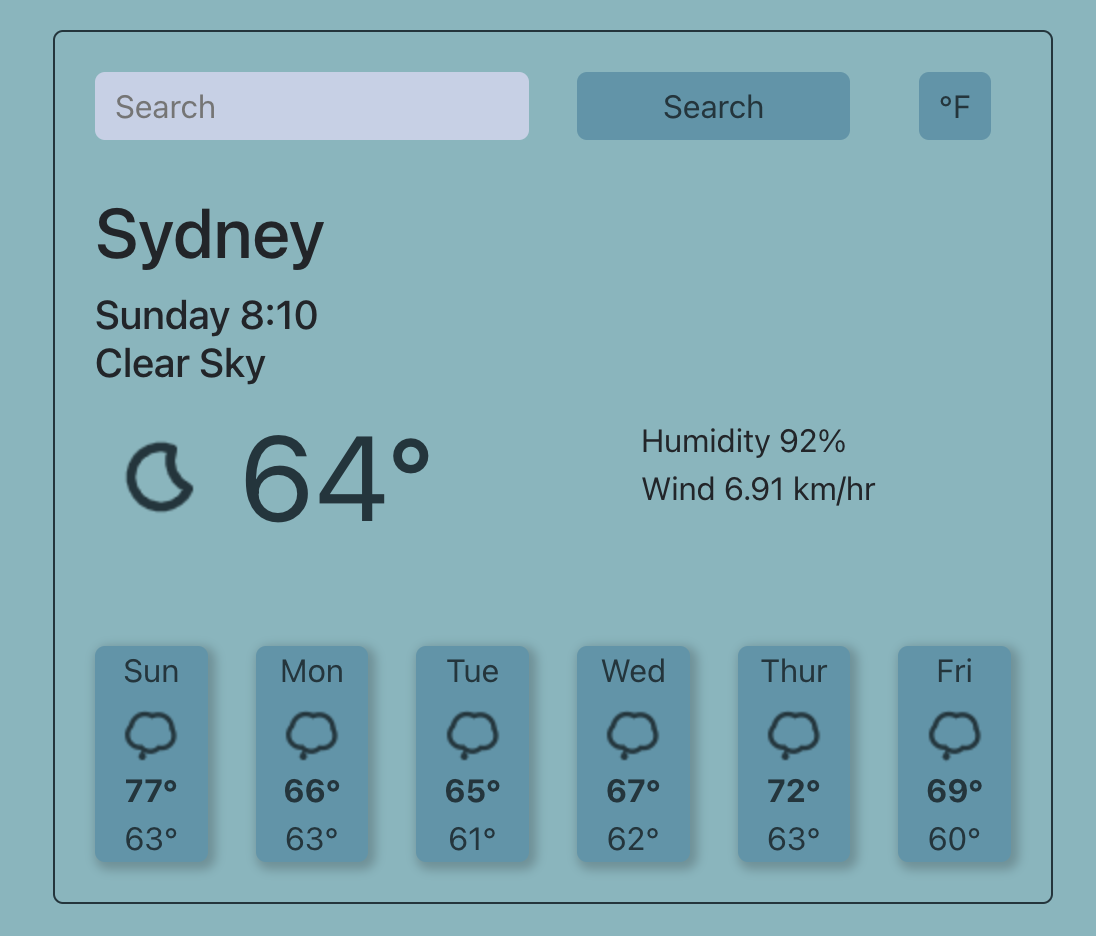 Search Search °F
Sydney
Sunday 8:10
Clear Sky
64°
Humidity 92%
Wind 6.91 km/hr
Sun Mon Tue Wed Thur Fri
77° 66° 65° 67° 72° 69°
63° 63° 61° 62° 63° 60°